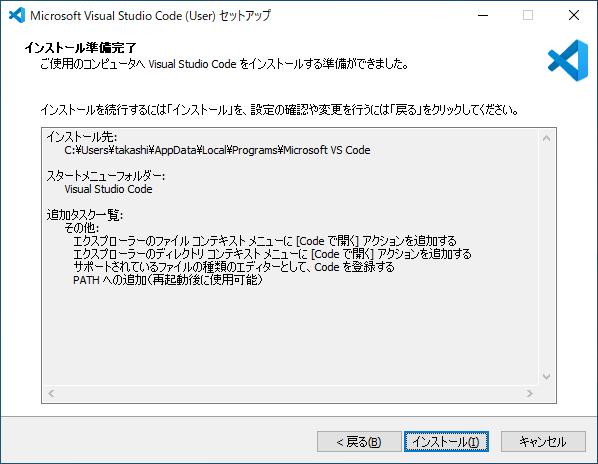 Microsoft Visual Studio Code (User) セットアップ
インストール準備完了
ご使用のコンピュータへ Visual Studio Code をインストールする準備ができました。
インストールを続行するには「インストール」を、設定の確認や変更を行うには「戻る」をクリックしてください。
インストール先:
C:¥Users¥takashi¥AppData¥Local¥Programs¥Microsoft VS Code
スタートメニューフォルダー:
Visual Studio Code
追加タスク一覧:
その他:
エクスプローラーのファイル コンテキスト メニューに [Code で開く] アクションを追加する
エクスプローラーのディレクトリ コンテキスト メニューに [Code で開く] アクションを追加する
サポートされているファイルの種類のエディターとして、Code を登録する
PATH への追加（再起動後に使用可能）
< 戻る(B) インストール(I) キャンセル